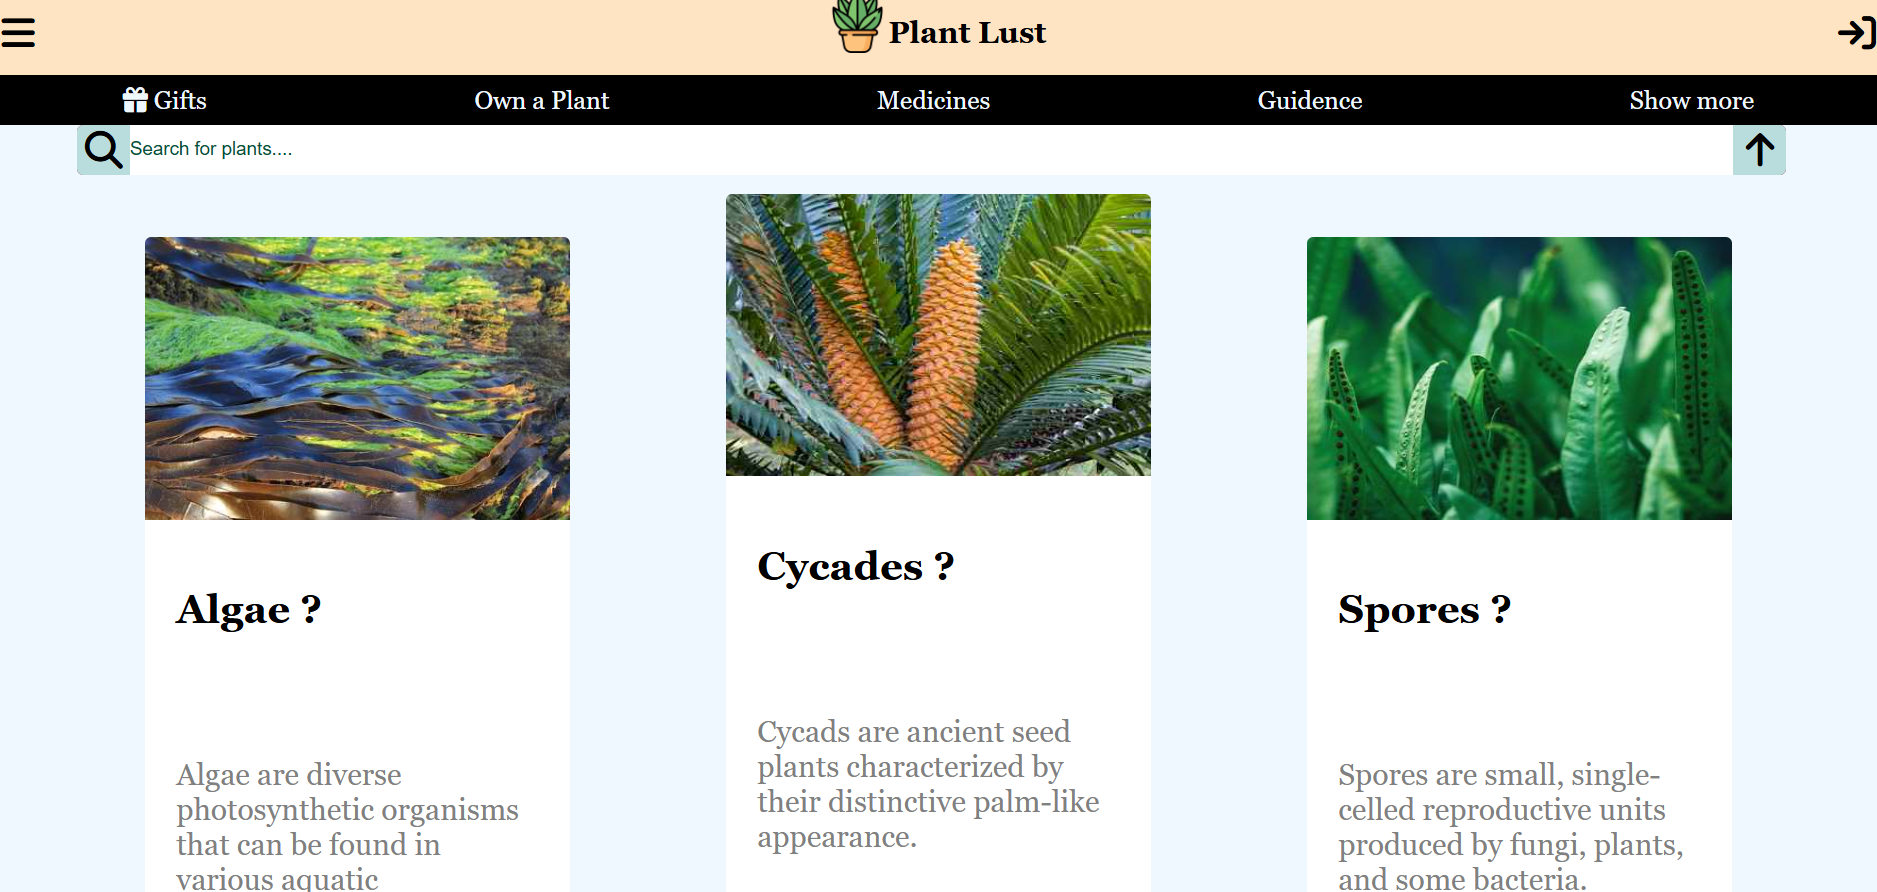 Plant Lust
Gifts
Own a Plant
Medicines
Guidence
Show more
Search for plants....
Algae ?
Algae are diverse
photosynthetic organisms
that can be found in
various aquatic
Cycades ?
Cycads are ancient seed
plants characterized by
their distinctive palm-like
appearance.
Spores ?
Spores are small, single-
celled reproductive units
produced by fungi, plants,
and some bacteria.